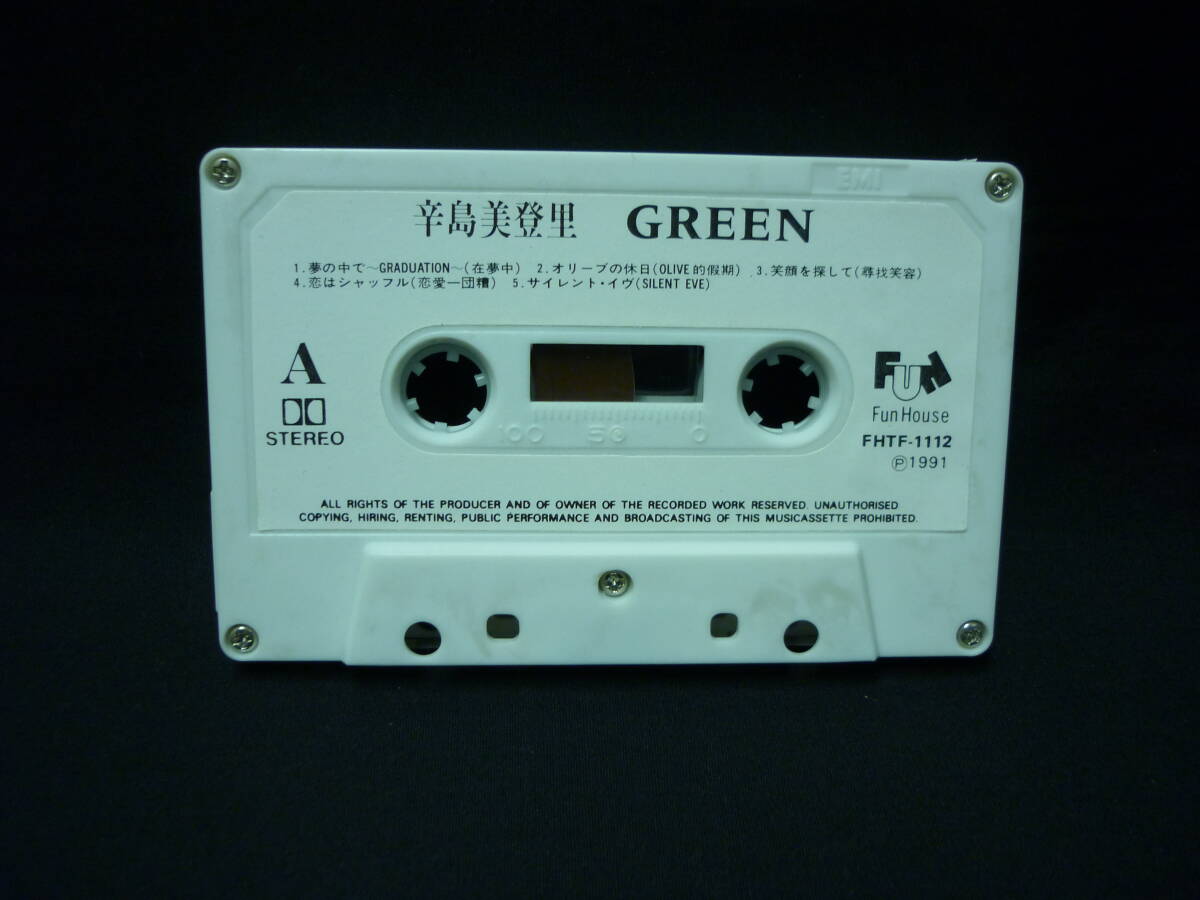 EMI
辛島美登里 GREEN
1.夢の中で〜GRADUATION〜(在夢中) 2.オリーブの休日(OLIVE的假期) .3.笑顔を探して(尋找笑容)
4.恋はシャッフル(恋愛一団糟) 5.サイレント・イヴ(SILENT EVE)
A
STEREO
100 50 0
FUN
Fun House
FHTF-1112
Ⓟ1991
ALL RIGHTS OF THE PRODUCER AND OF OWNER OF THE RECORDED WORK RESERVED. UNAUTHORISED
COPYING, HIRING, RENTING, PUBLIC PERFORMANCE AND BROADCASTING OF THIS MUSICASSETTE PROHIBITED.